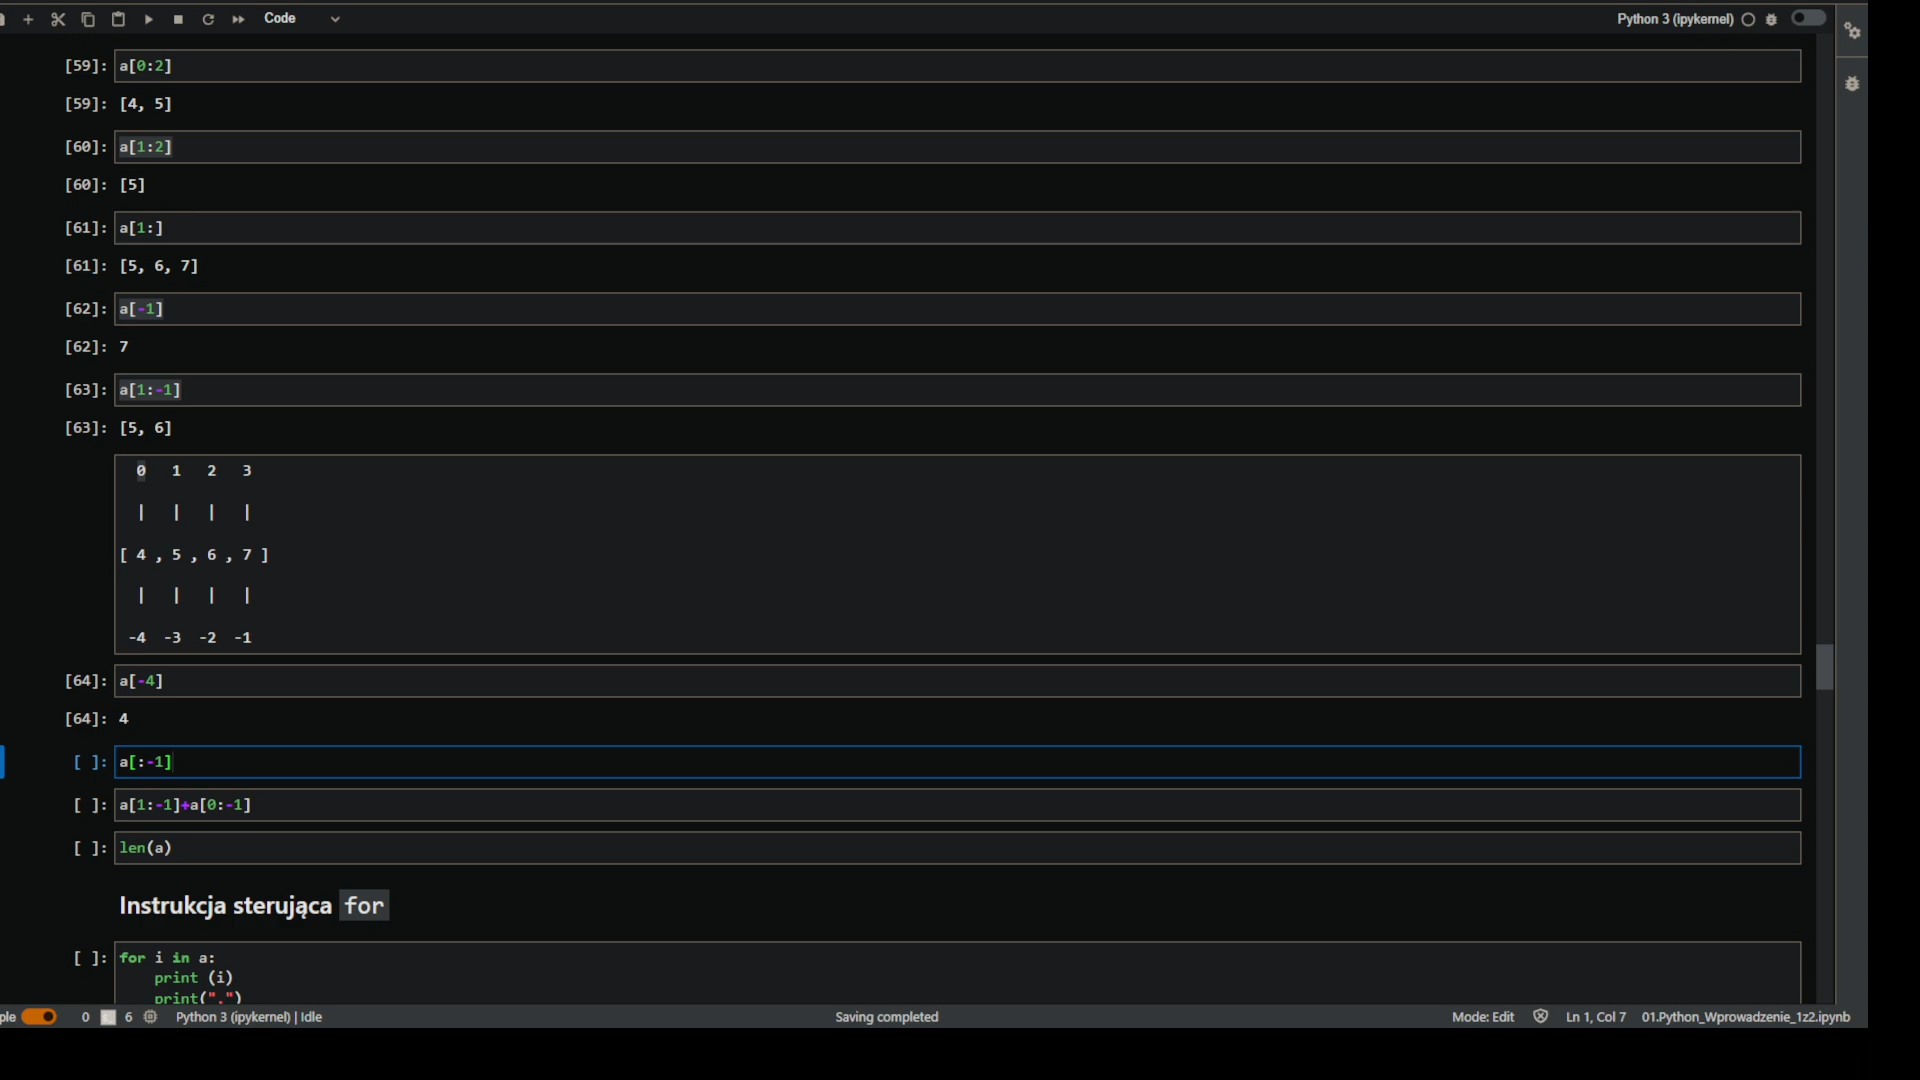 Code
Python 3 (ipykernel)
[59]: a[0:2]
[59]: [4, 5]
[60]: a[1:2]
[60]: [5]
[61]: a[1:]
[61]: [5, 6, 7]
[62]: a[-1]
[62]: 7
[63]: a[1:-1]
[63]: [5, 6]
0 1 2 3
| | | |
[ 4 , 5 , 6 , 7 ]
| | | |
-4 -3 -2 -1
[64]: a[-4]
[64]: 4
[ ]: a[:-1]
[ ]: a[1:-1]+a[0:-1]
[ ]: len(a)
Instrukcja sterująca for
[ ]: for i in a:
print (i)
print(".")
ple 0 6 Python 3 (ipykernel) | Idle Saving completed Mode: Edit Ln 1, Col 7 01.Python_Wprowadzenie_1z2.ipynb